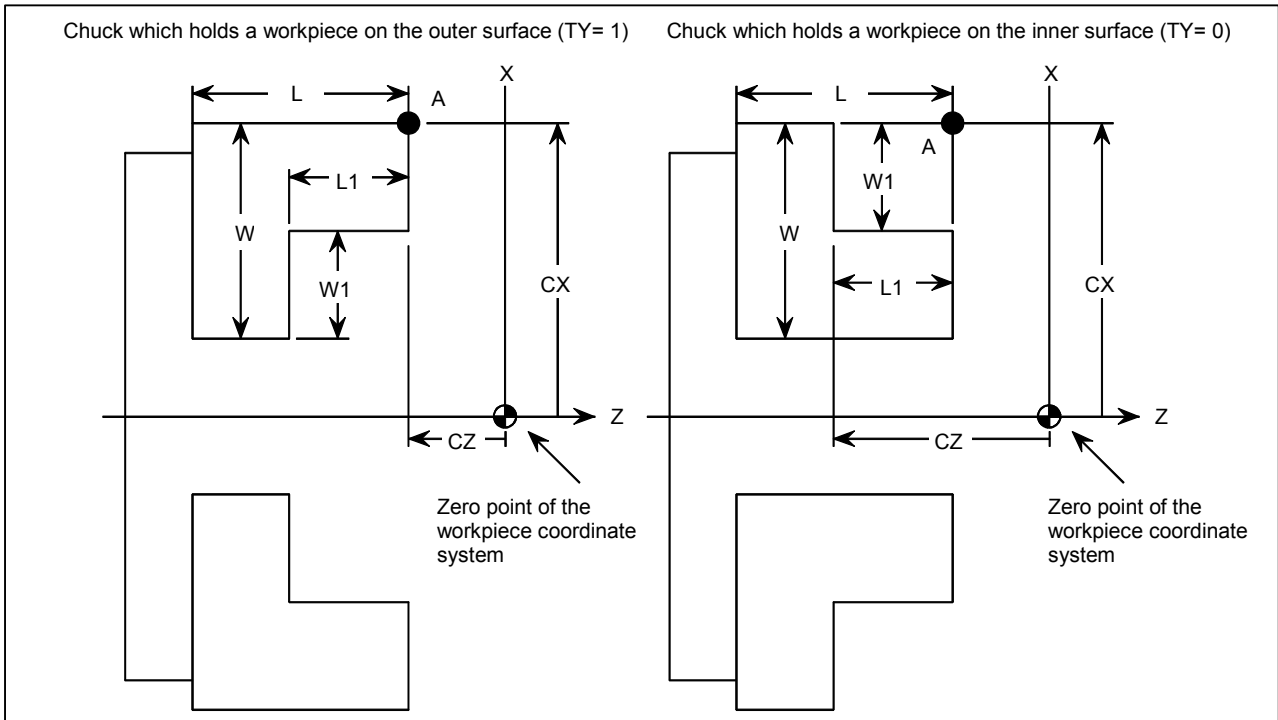 Chuck which holds a workpiece on the outer surface (TY= 1)
X
L
A
L1
W
W1
CX
Z
CZ
Zero point of the
workpiece coordinate
system
Chuck which holds a workpiece on the inner surface (TY= 0)
X
L
A
W1
W
L1
CX
Z
CZ
Zero point of the
workpiece coordinate
system